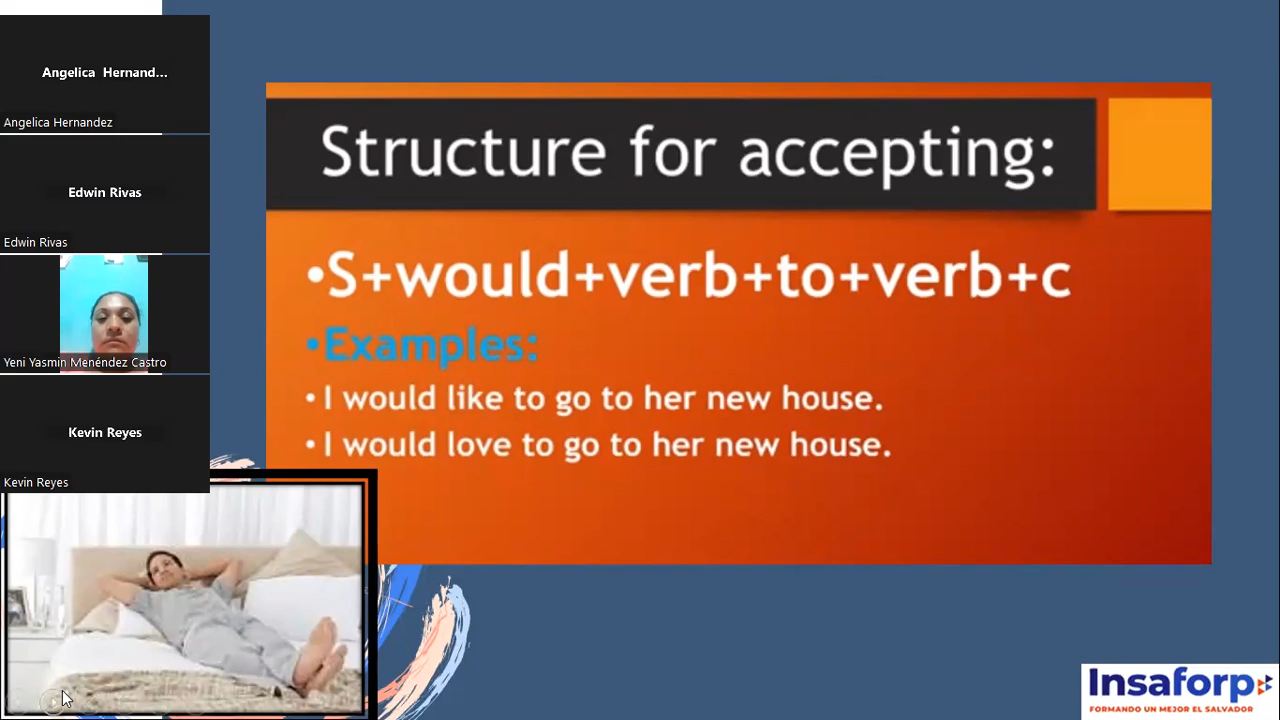 Angelica Hernand...
Angelica Hernandez
Edwin Rivas
Edwin Rivas
Yeni Yasmin Menéndez Castro
Kevin Reyes
Kevin Reyes
Structure for accepting:
•S+would+verb+to+verb+c
•Examples:
•I would like to go to her new house.
•I would love to go to her new house.
Insaforp
FORMANDO UN MEJOR EL SALVADOR